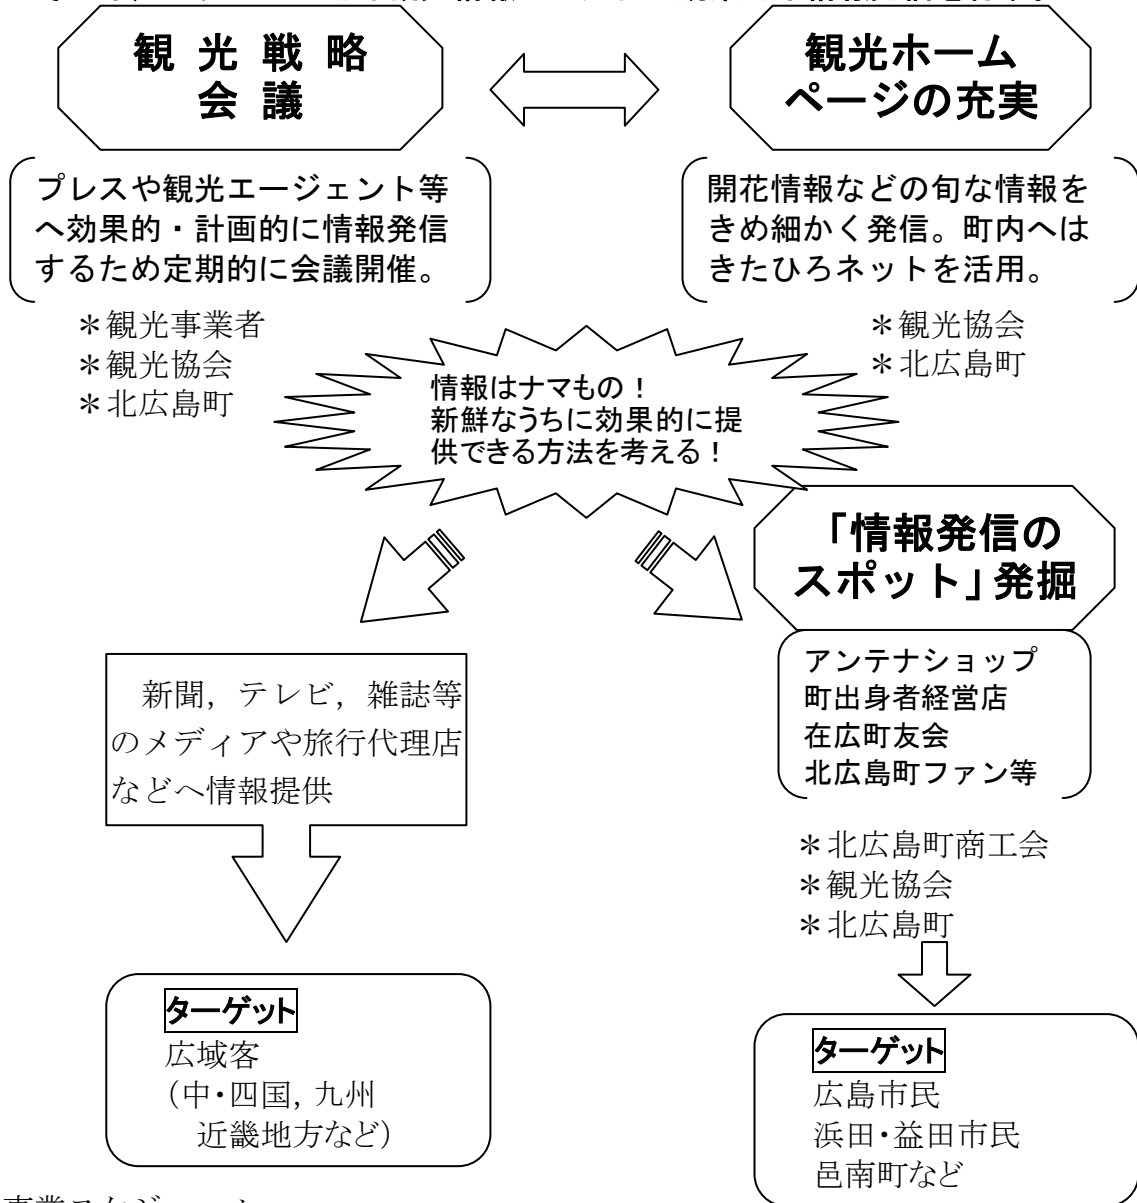 観光戦略
会議
観光ホーム
ページの充実
プレスや観光エージェント等
へ効果的・計画的に情報発信
するため定期的に会議開催。
開花情報などの旬な情報を
きめ細かく発信。町内へは
きたひろネットを活用。
＊観光事業者
＊観光協会
＊北広島町
＊観光協会
＊北広島町
情報はナマもの！
新鮮なうちに効果的に提
供できる方法を考える！
「情報発信の
スポット」発掘
アンテナショップ
町出身者経営店
在広町友会
北広島町ファン等
新聞，テレビ，雑誌等
のメディアや旅行代理店
などへ情報提供
＊北広島町商工会
＊観光協会
＊北広島町
ターゲット
広域客
（中・四国，九州
近畿地方など）
ターゲット
広島市民
浜田・益田市民
邑南町など